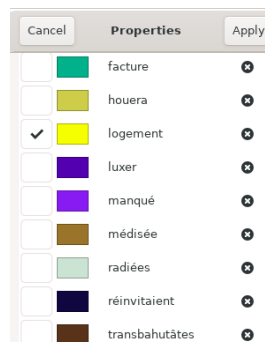 Cancel Properties Apply
facture
houera
logement
luxer
manqué
médisée
radiées
réinvitaient
transbahutâtes